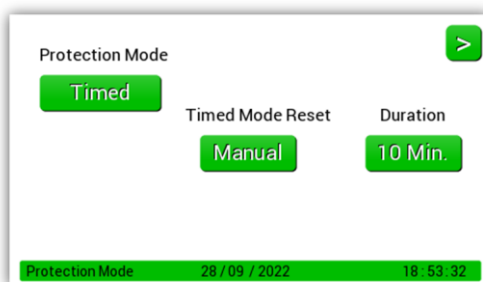 Protection Mode
>
Timed
Timed Mode Reset
Duration
Manual
10 Min.
Protection Mode 28 / 09 / 2022 18 : 53 : 32